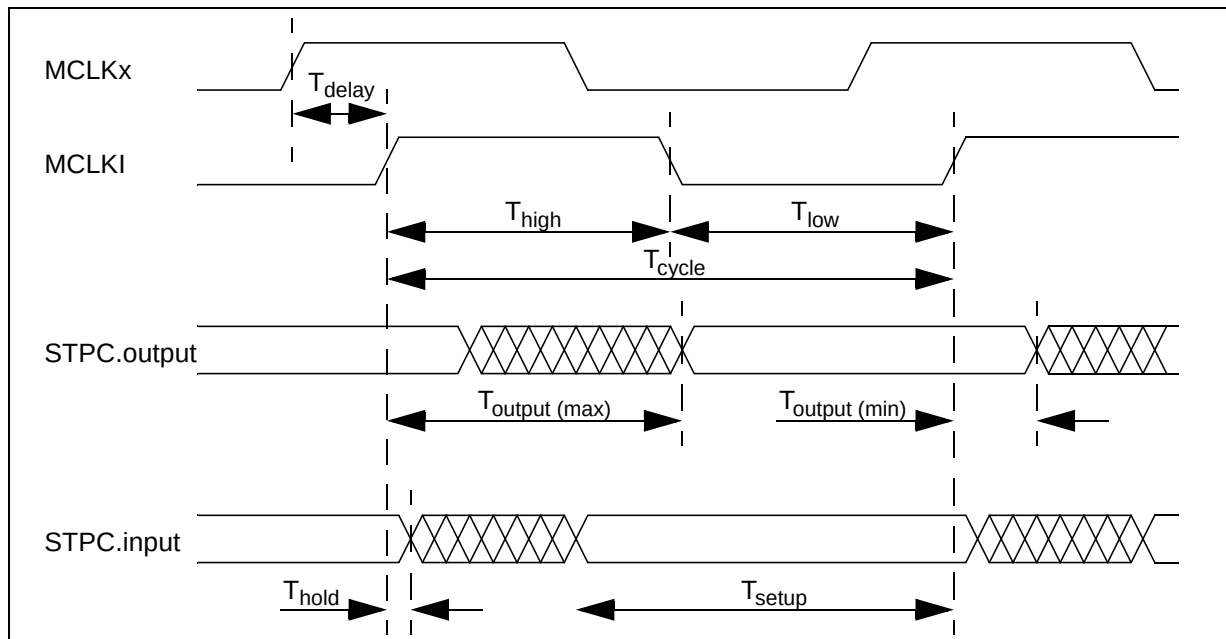 MCLKx
Tdelay
MCLKI
Thigh
Tlow
Tcycle
STPC.output
Toutput (max)
Toutput (min)
STPC.input
Thold
Tsetup